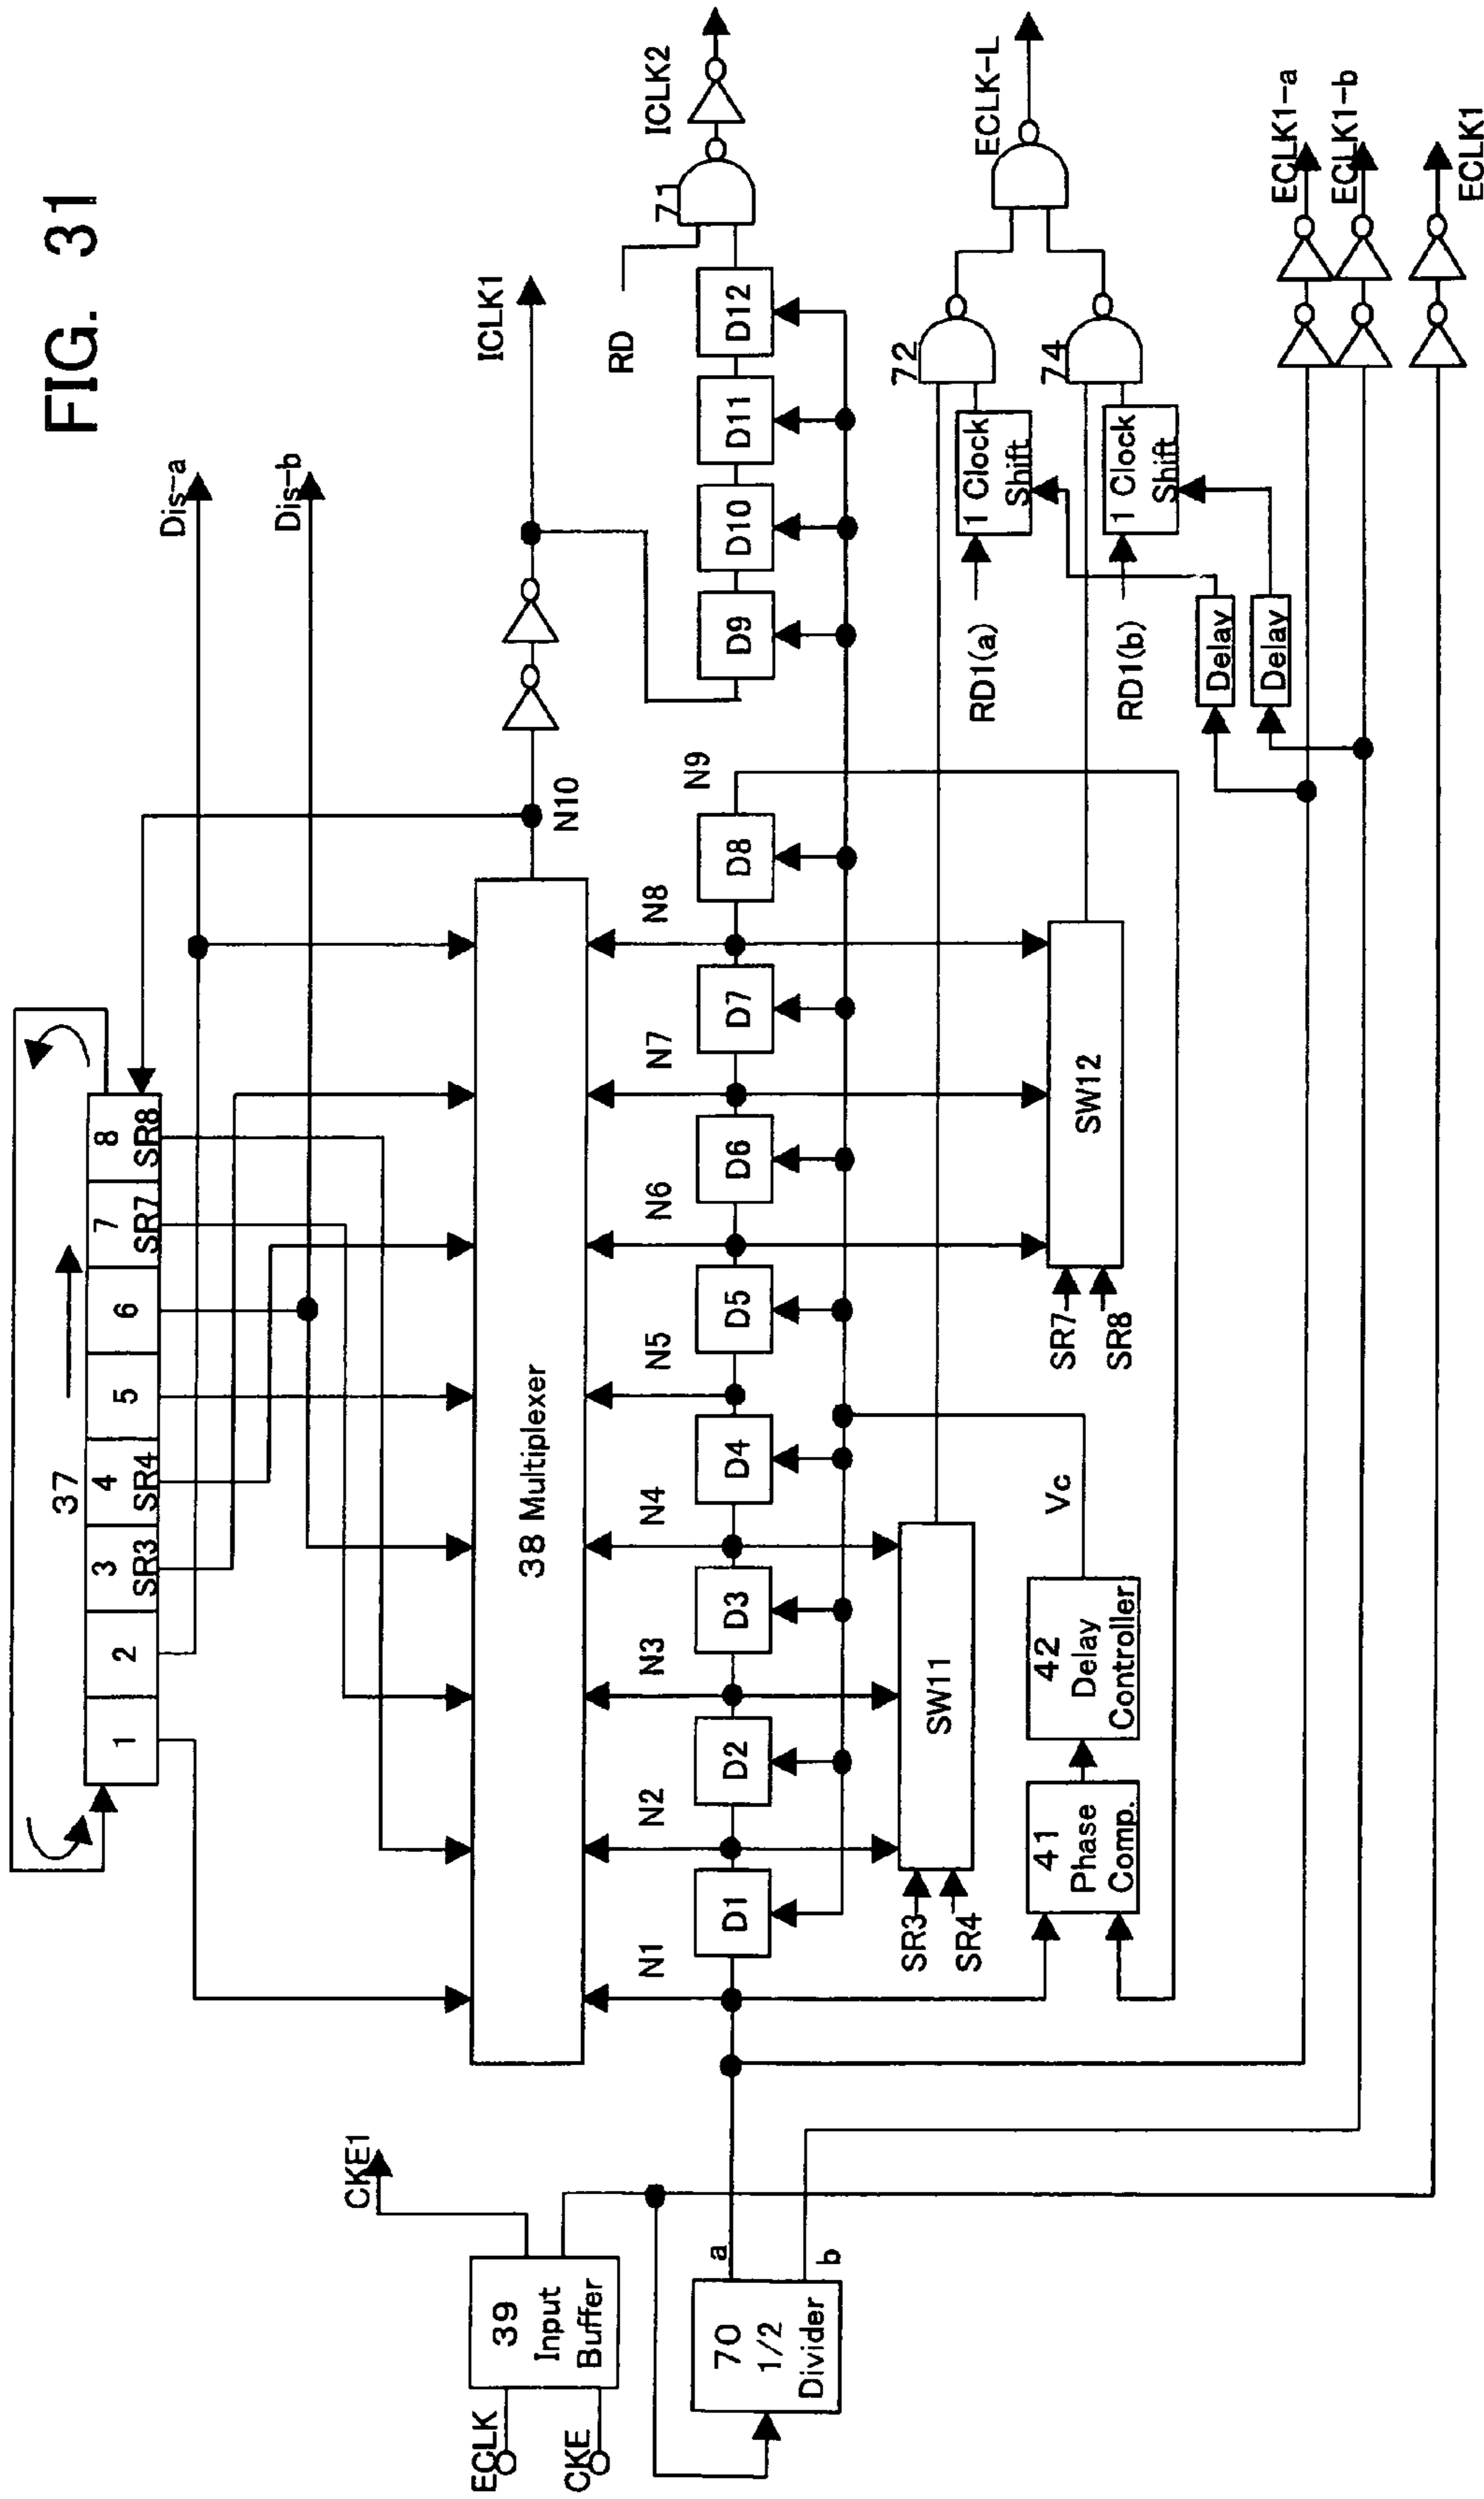 FIG. 31
37
1
2
3
SR3
4
SR4
5
6
7
SR7
8
SR8
Dis-a
Dis-b
CKE1
ECLK
CKE
39
Input
Buffer
38 Multiplexer
N10
ICLK1
ICLK2
N1
N2
N3
N4
N5
N6
N7
N8
N9
RD
71
70
1/2
Divider
a
b
D1
D2
D3
D4
D5
D6
D7
D8
D9
D10
D11
D12
SR3
SR4
SW11
72
RD1(a)
1 Clock
Shift
ECLK-L
41
Phase
Comp.
42
Delay
Controller
Vc
SR7
SR8
SW12
74
RD1(b)
1 Clock
Shift
Delay
Delay
ECLK1-a
ECLK1-b
ECLK1